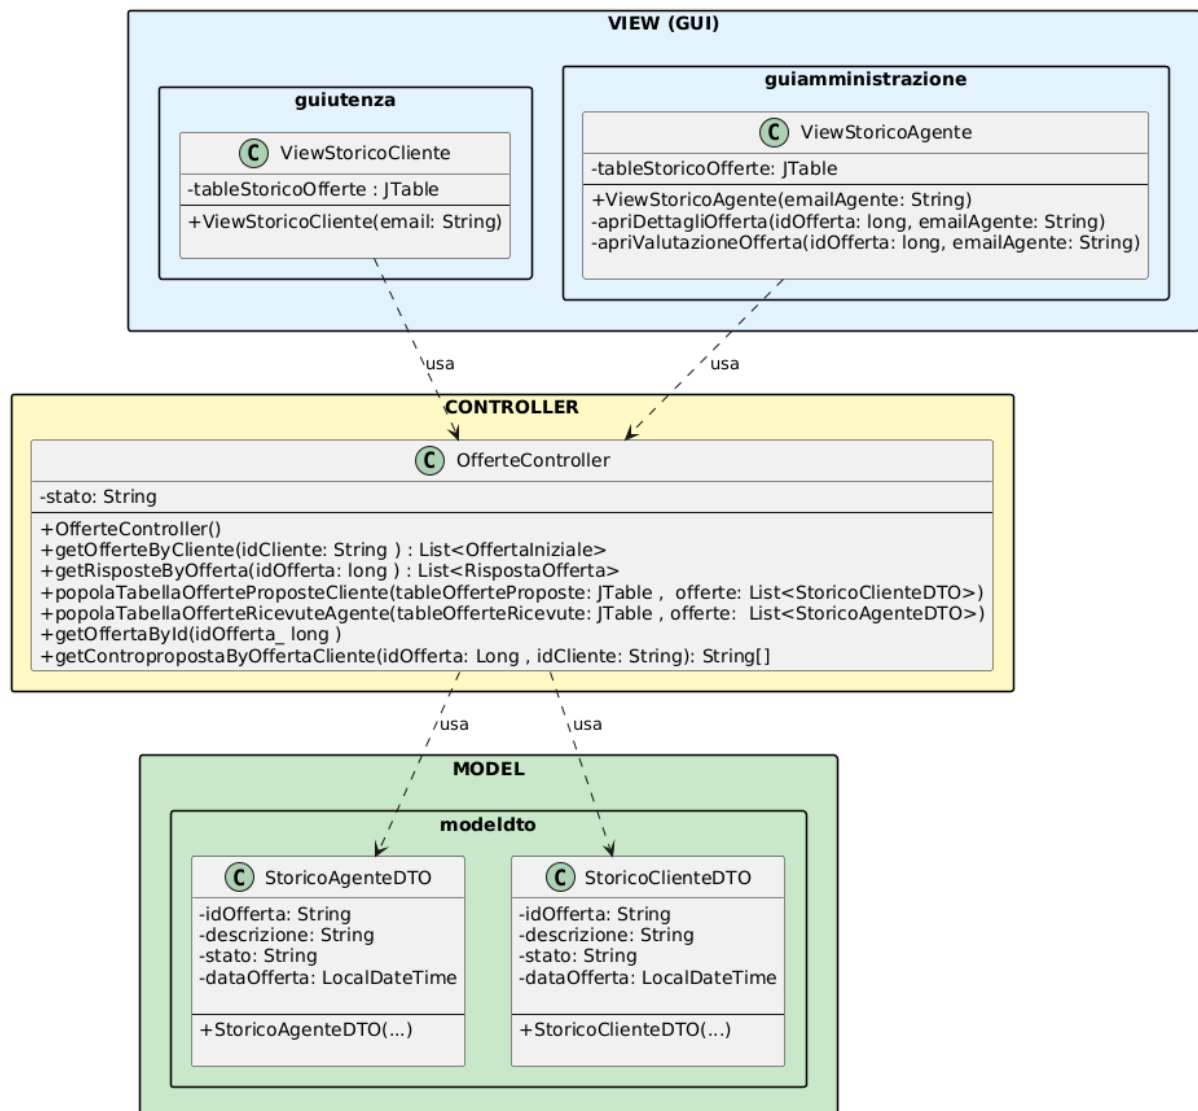 VIEW (GUI)
guiutenza
C ViewStoricoCliente
-tableStoricoOfferte : JTable
+ViewStoricoCliente(email: String)
guiamministrazione
C ViewStoricoAgente
-tableStoricoOfferte: JTable
+ViewStoricoAgente(emailAgente: String)
-apriDettagliOfferta(idOfferta: long, emailAgente: String)
-apriValutazioneOfferta(idOfferta: long, emailAgente: String)
usa
usa
CONTROLLER
C OfferteController
-stato: String
+OfferteController()
+getOfferteByCliente(idCliente: String ) : List<OffertaIniziale>
+getRisposteByOfferta(idOfferta: long ) : List<RispostaOfferta>
+popolaTabellaOfferteProposteCliente(tableOfferteProposte: JTable ,  offerte: List<StoricoClienteDTO>)
+popolaTabellaOfferteRicevuteAgente(tableOfferteRicevute: JTable , offerte:  List<StoricoAgenteDTO>)
+getOffertaById(idOfferta_ long )
+getContropropostaByOffertaCliente(idOfferta: Long , idCliente: String): String[]
usa
usa
MODEL
modeldto
C StoricoAgenteDTO
-idOfferta: String
-descrizione: String
-stato: String
-dataOfferta: LocalDateTime
+StoricoAgenteDTO(...)
C StoricoClienteDTO
-idOfferta: String
-descrizione: String
-stato: String
-dataOfferta: LocalDateTime
+StoricoClienteDTO(...)